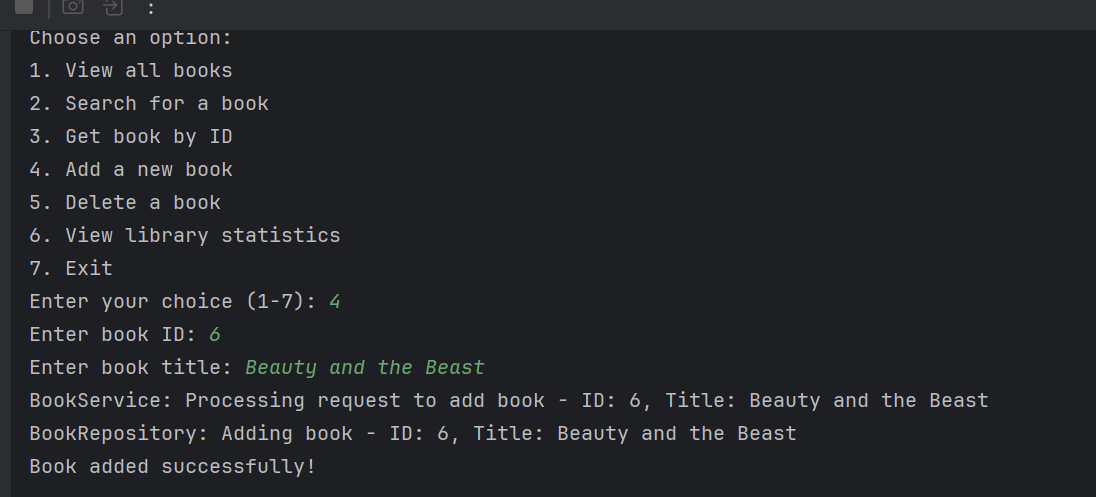 Choose an option:
1. View all books
2. Search for a book
3. Get book by ID
4. Add a new book
5. Delete a book
6. View library statistics
7. Exit
Enter your choice (1-7): 4
Enter book ID: 6
Enter book title: Beauty and the Beast
BookService: Processing request to add book - ID: 6, Title: Beauty and the Beast
BookRepository: Adding book - ID: 6, Title: Beauty and the Beast
Book added successfully!